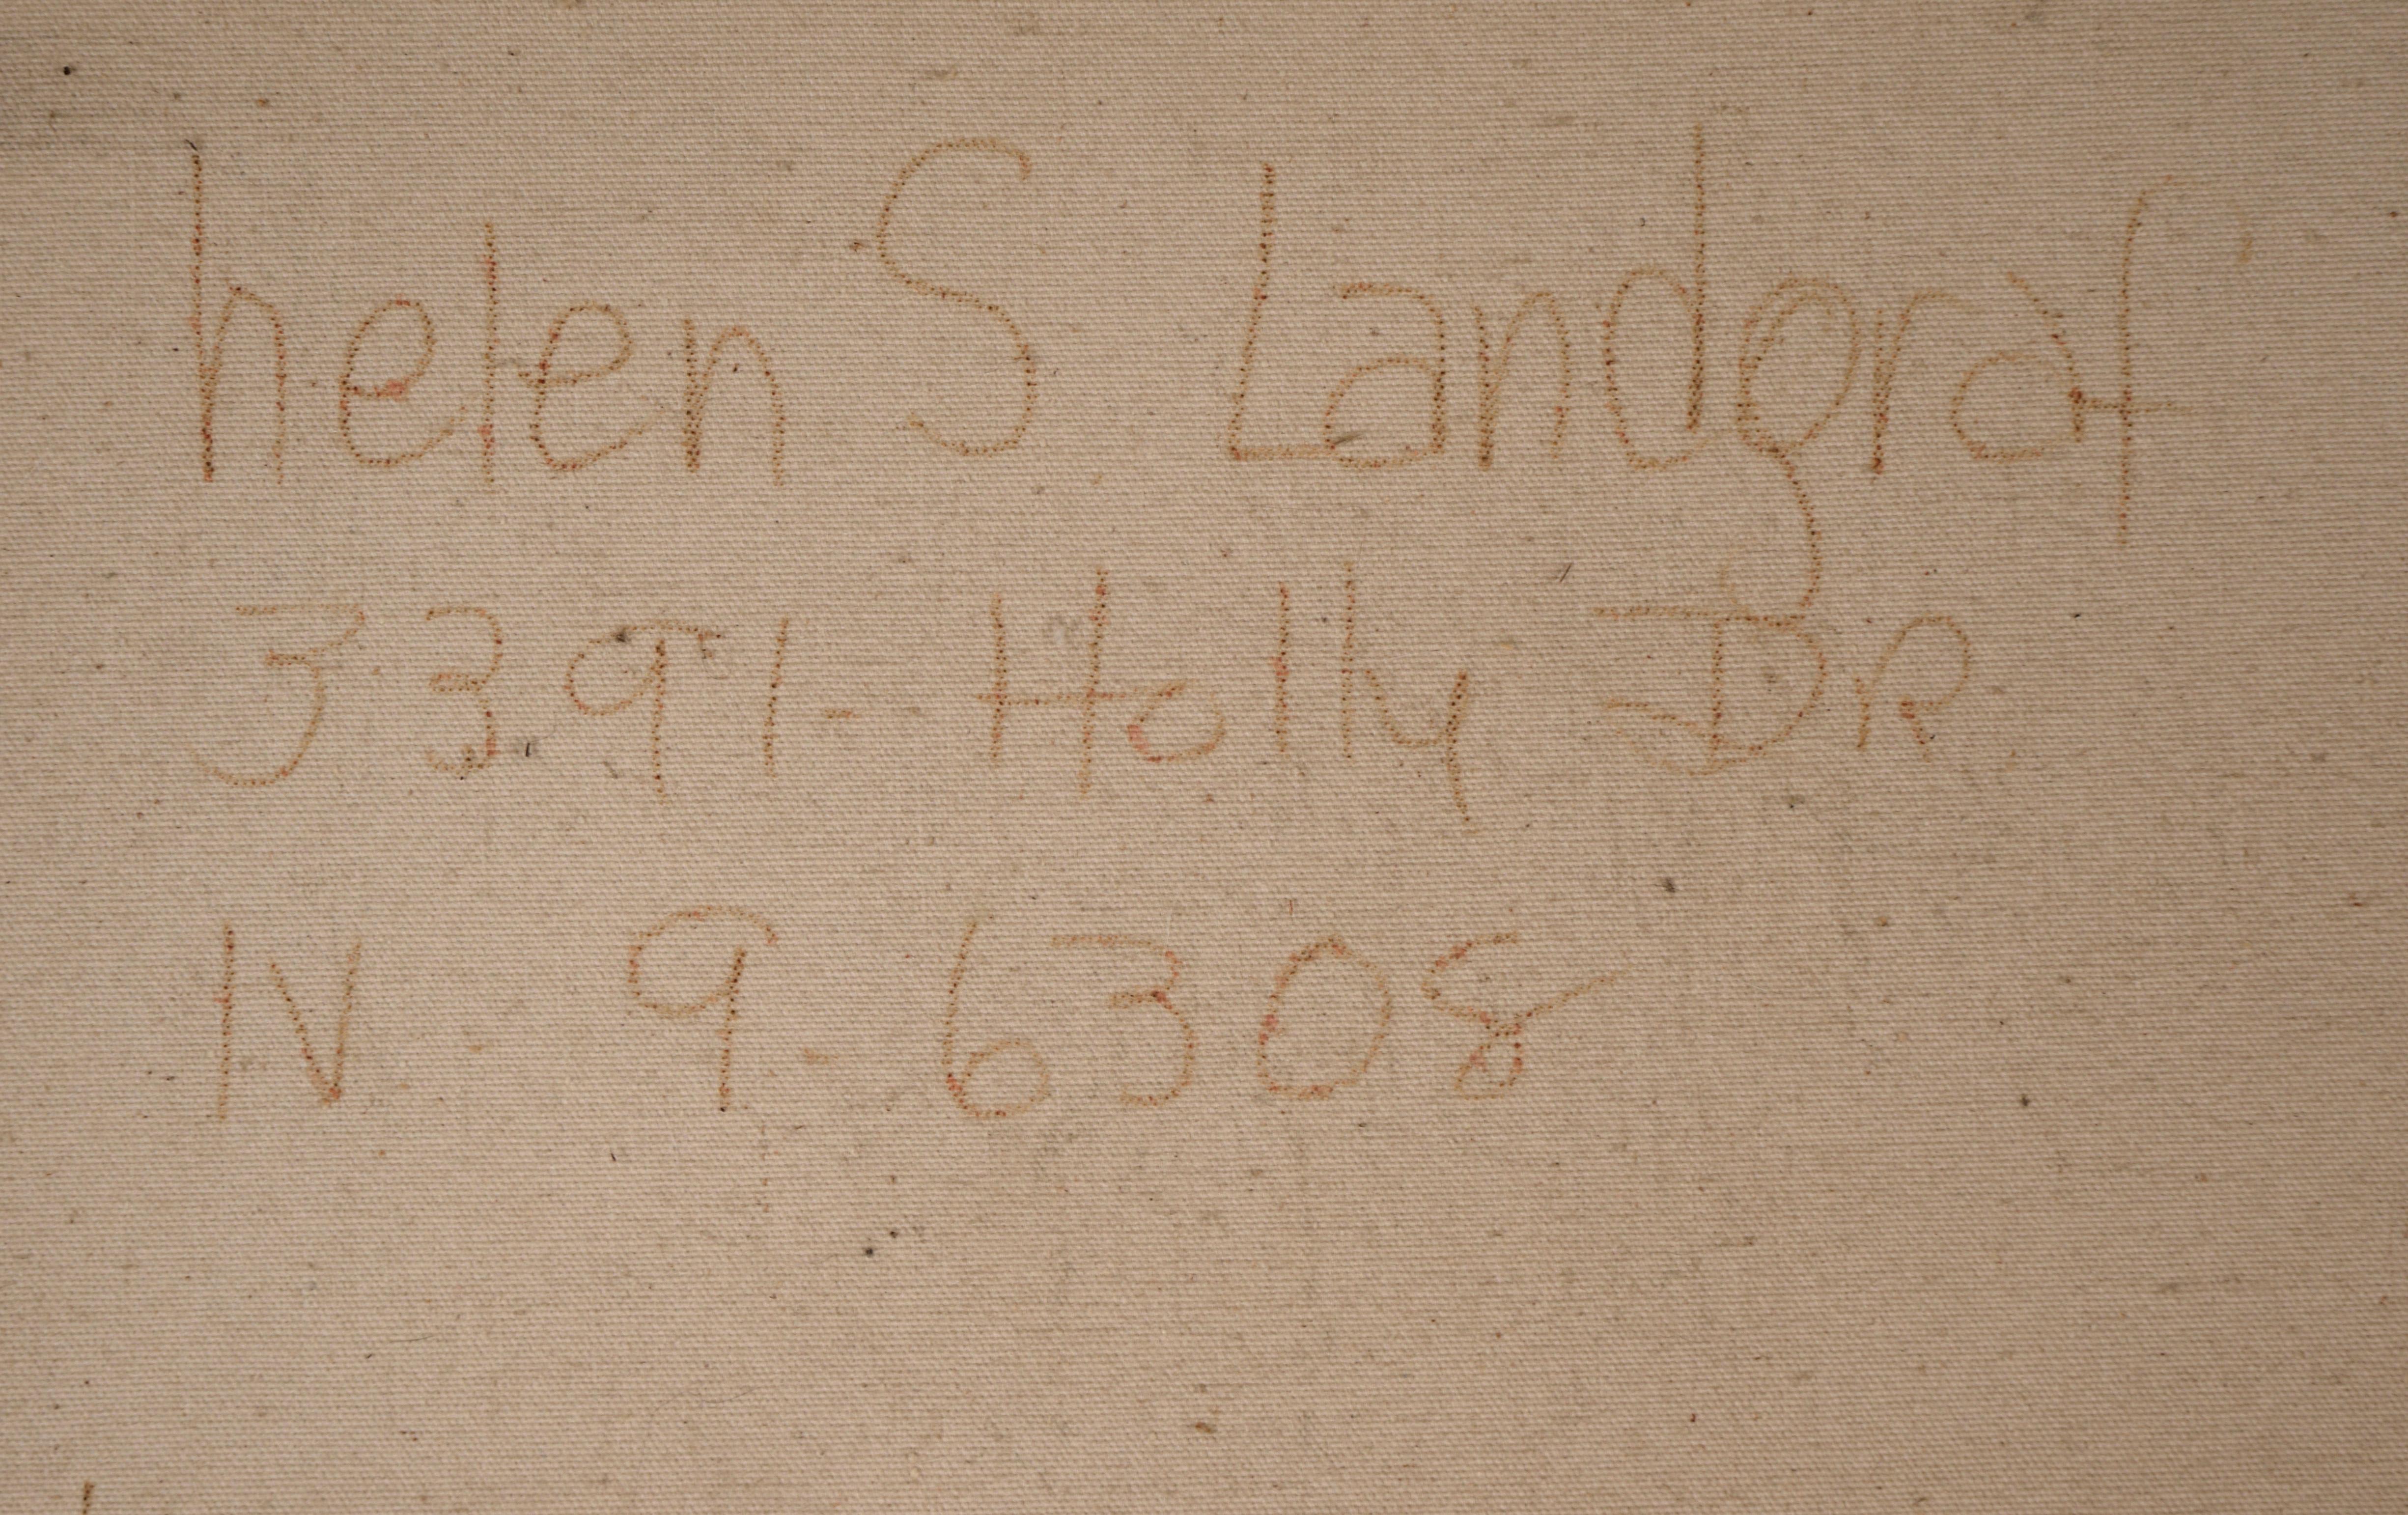 helen S Landgraf
3391- Holly DR
N 9-6308